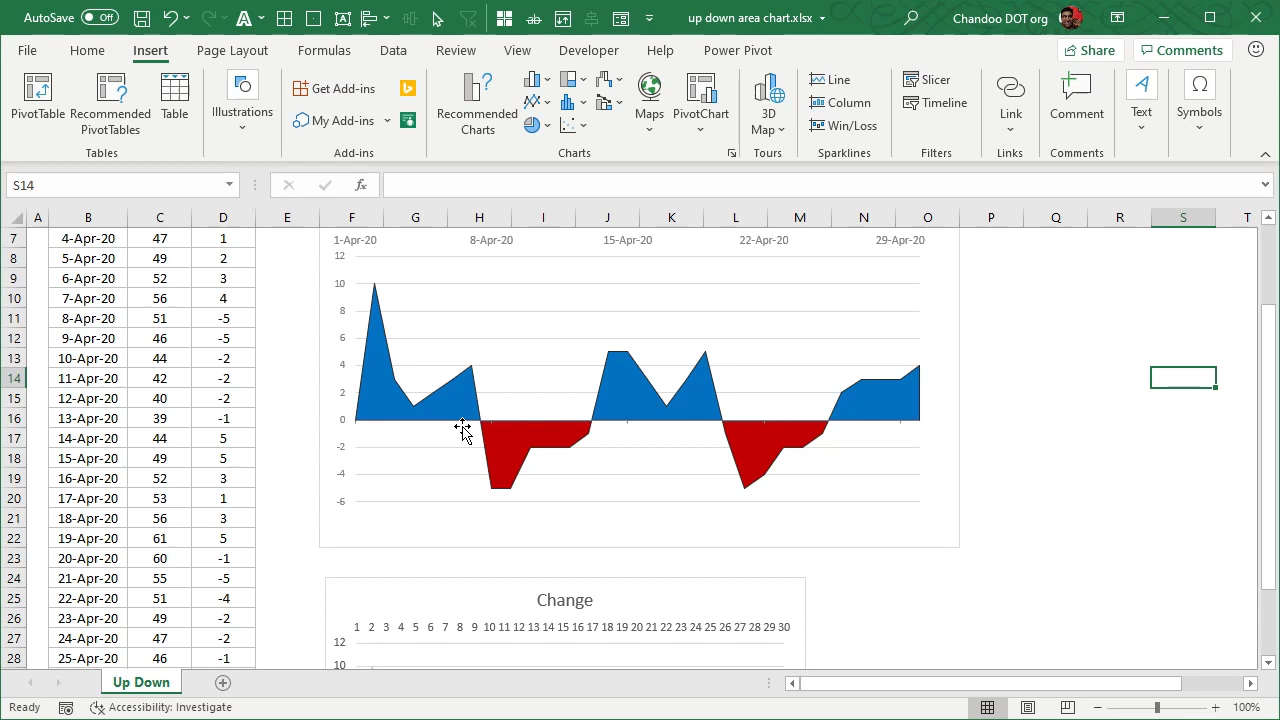 AutoSave Off up down area chart.xlsx Chandoo DOT org
File Home Insert Page Layout Formulas Data Review View Developer Help Power Pivot Share Comments
PivotTable Recommended PivotTables Table
Tables
Illustrations
Get Add-ins
My Add-ins
Add-ins
Recommended Charts
Maps PivotChart
Charts
3D Map
Tours
Line
Column
Win/Loss
Sparklines
Slicer
Timeline
Filters
Link
Links
Comment
Comments
Text
Symbols
S14 fx
A B C D E F G H I J K L M N O P Q R S T
7 4-Apr-20 47 1
8 5-Apr-20 49 2
9 6-Apr-20 52 3
10 7-Apr-20 56 4
11 8-Apr-20 51 -5
12 9-Apr-20 46 -5
13 10-Apr-20 44 -2
14 11-Apr-20 42 -2
15 12-Apr-20 40 -2
16 13-Apr-20 39 -1
17 14-Apr-20 44 5
18 15-Apr-20 49 5
19 16-Apr-20 52 3
20 17-Apr-20 53 1
21 18-Apr-20 56 3
22 19-Apr-20 61 5
23 20-Apr-20 60 -1
24 21-Apr-20 55 -5
25 22-Apr-20 51 -4
26 23-Apr-20 49 -2
27 24-Apr-20 47 -2
28 25-Apr-20 46 -1
1-Apr-20 8-Apr-20 15-Apr-20 22-Apr-20 29-Apr-20
12
10
8
6
4
2
0
-2
-4
-6
Change
1 2 3 4 5 6 7 8 9 10 11 12 13 14 15 16 17 18 19 20 21 22 23 24 25 26 27 28 29 30
12
10
Up Down
Ready Accessibility: Investigate 100%